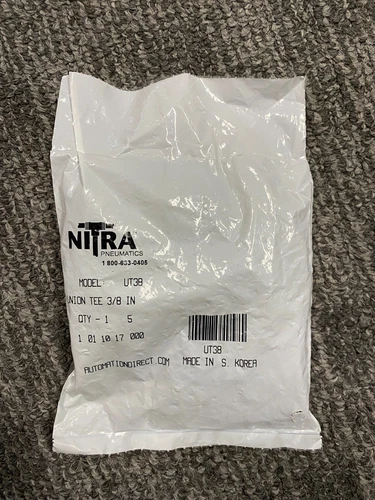 NITRA
PNEUMATICS
1 800-633-0405
MODEL UT38
UNION TEE 3/8 IN
QTY - 1 5
1 01 10 17 000
UT38
AUTOMATIONDIRECT.COM MADE IN S. KOREA